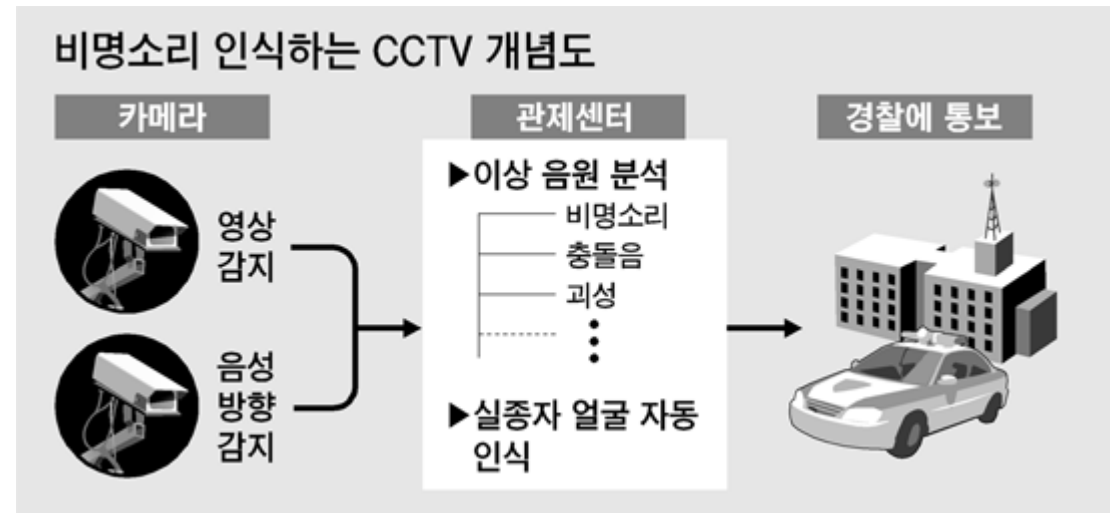 비명소리 인식하는 CCTV 개념도
카메라
영상
감지
음성
방향
감지
관제센터
▶이상 음원 분석
비명소리
충돌음
괴성
▶실종자 얼굴 자동
인식
경찰에 통보